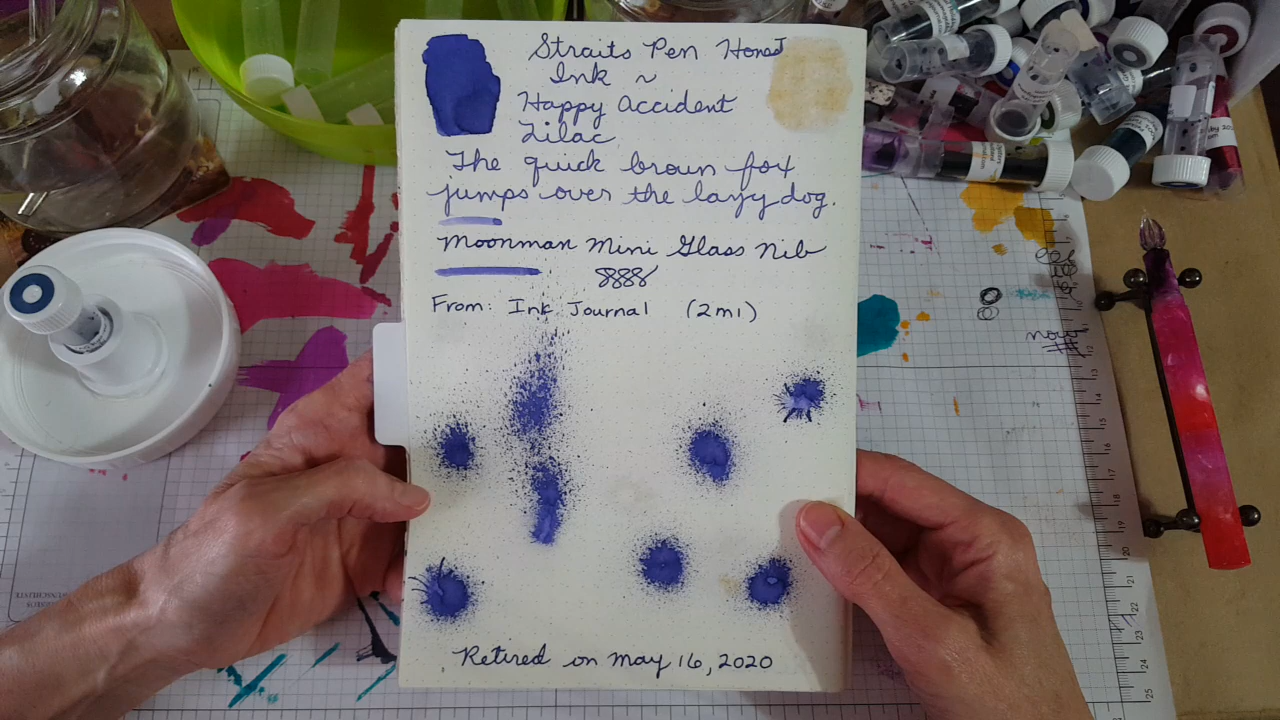 Straits Pen Honest
Ink ~
Happy Accident
Lilac
The quick brown fox
jumps over the lazy dog.
Moonman Mini Glass Nib
8888
From: Ink Journal (2ml)
Retired on May 16, 2020